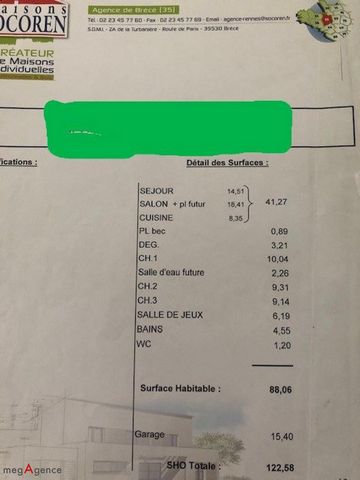 maisons
SOCOREN
CRÉATEUR
de Maisons
Individuelles
Agence de Brécé [35]
Tél : 02 23 45 77 60 - Fax : 02 23 45 77 69 - Email : agence-rennes@socoren.fr
S.O.M.I. - ZA de la Turbanière - Route de Paris - 35530 Brécé
fications : Détail des Surfaces :
SEJOUR 14,51
SALON + pl futur 18,41 41,27
CUISINE 8,35
PL bec 0,89
DEG. 3,21
CH.1 10,04
Salle d'eau future 2,26
CH.2 9,31
CH.3 9,14
SALLE DE JEUX 6,19
BAINS 4,55
WC 1,20
Surface Habitable : 88,06
Garage 15,40
SHO Totale : 122,58
megAgence